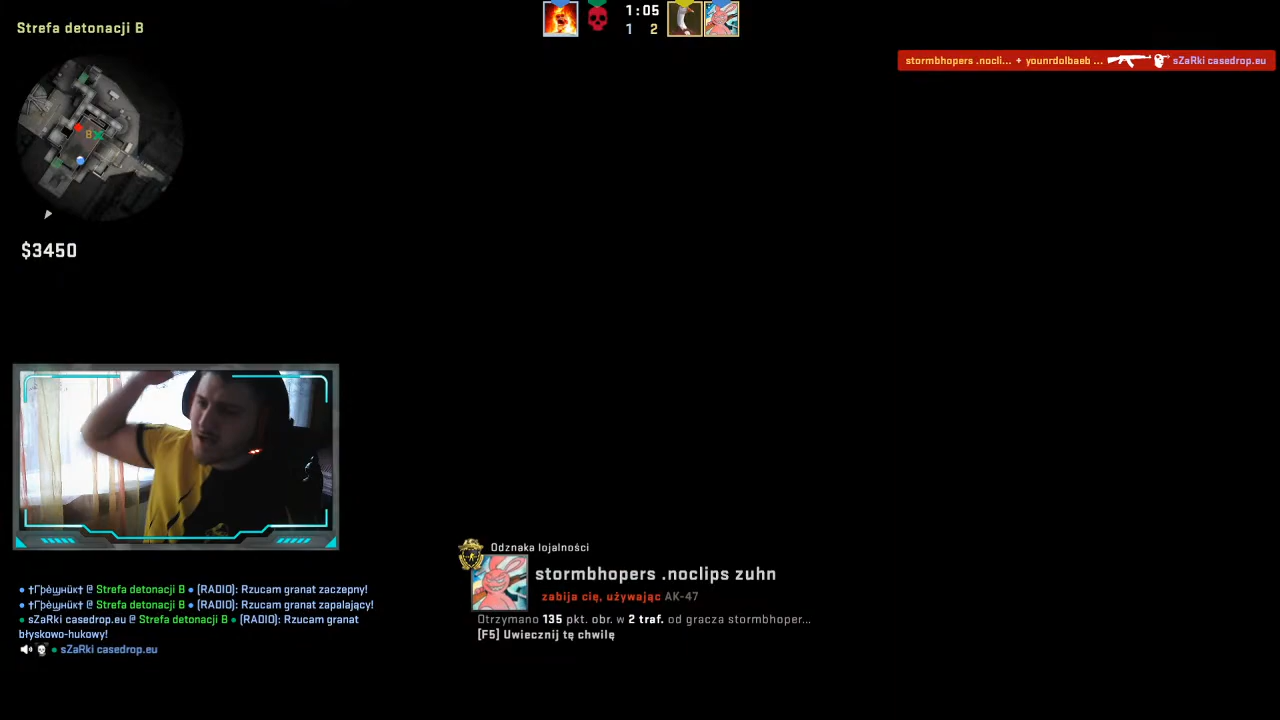 Strefa detonacji B
1:05
1 2
stormbhopers .nocli... + younrdolbaeb ... sZaRki casedrop.eu
B
$3450
Odznaka lojalności
stormbhopers .noclips zuhn
zabija cię, używając AK-47
Otrzymano 135 pkt. obr. w 2 traf. od gracza stormbhoper...
[F5] Uwiecznij tę chwilę
@ Strefa detonacji B ● (RADIO): Rzucam granat zaczepny!
@ Strefa detonacji B ● (RADIO): Rzucam granat zapalający!
● sZaRki casedrop.eu @ Strefa detonacji B ● (RADIO): Rzucam granat
błyskowo-hukowy!
● sZaRki casedrop.eu